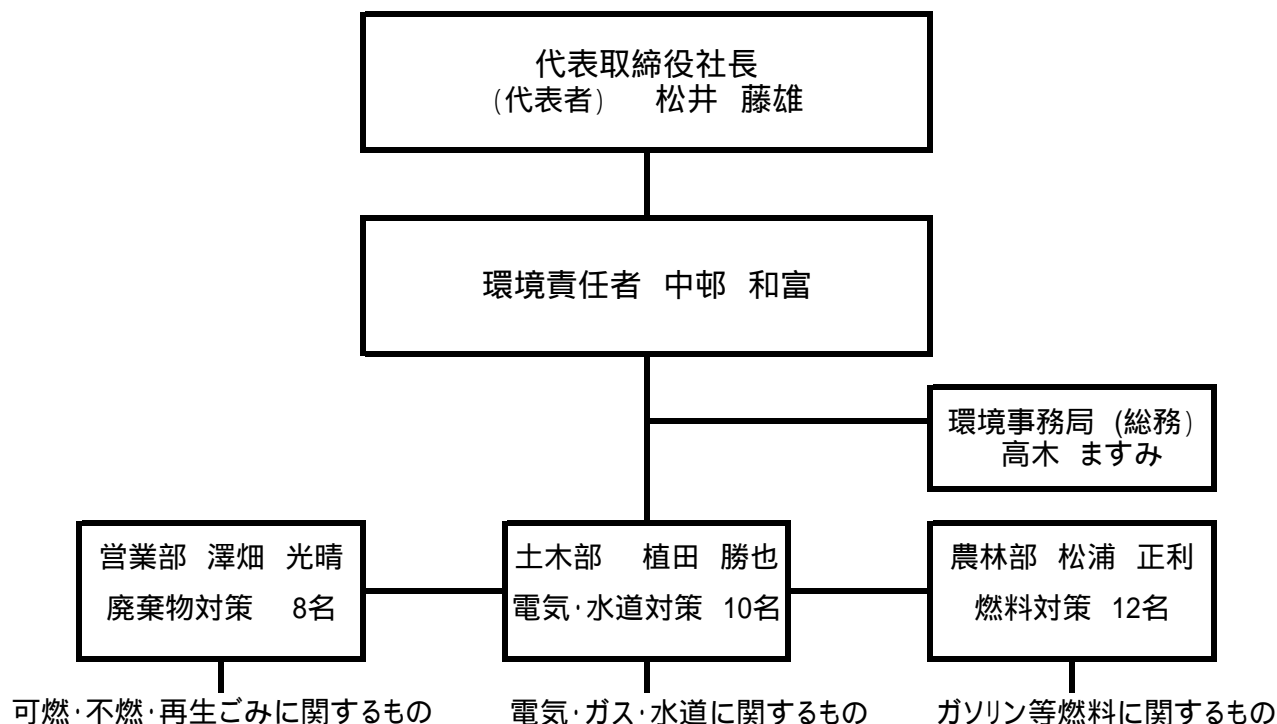 代表取締役社長
(代表者) 松井 藤雄
環境責任者 中邨 和富
環境事務局 (総務)
高木 ますみ
営業部 澤畑 光晴
廃棄物対策 8名
土木部 植田 勝也
電気･水道対策 10名
農林部 松浦 正利
燃料対策 12名
可燃･不燃･再生ごみに関するもの
電気･ガス･水道に関するもの
ガソリン等燃料に関するもの